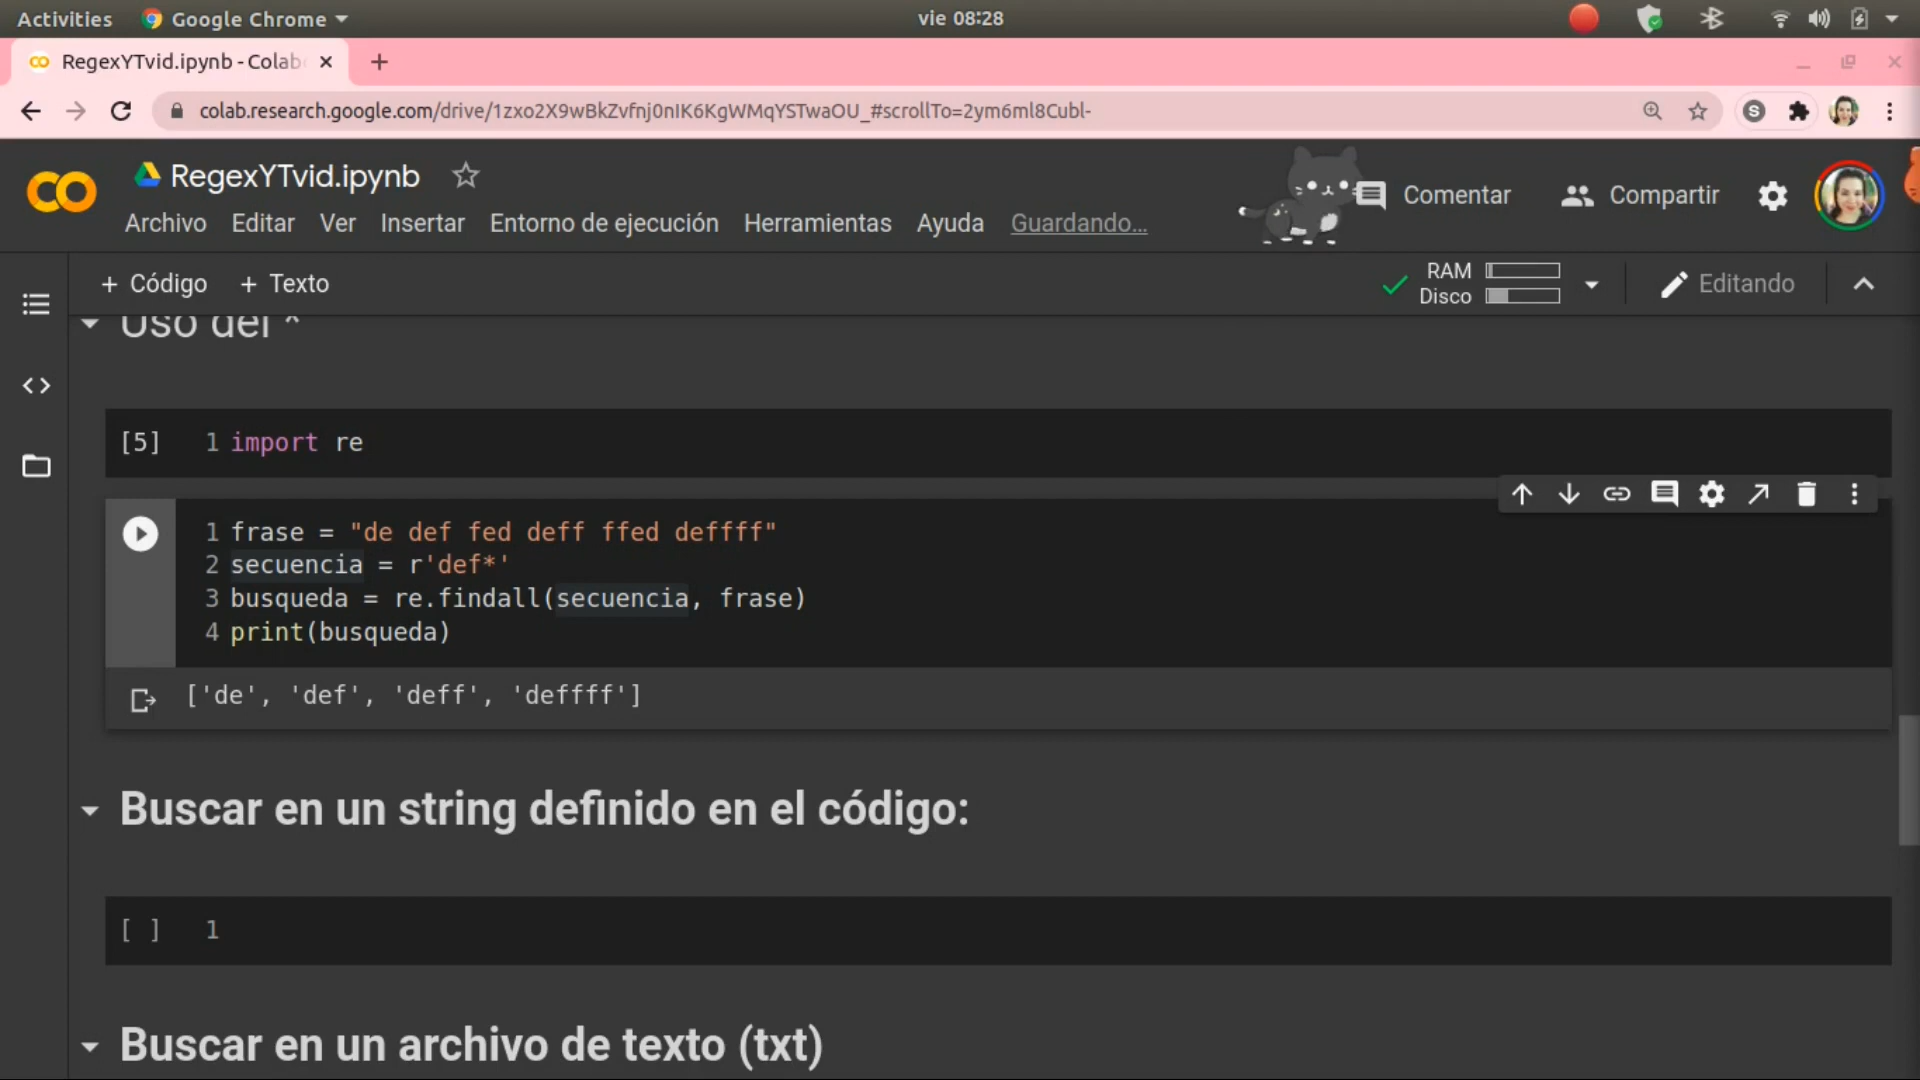 Activities Google Chrome vie 08:28
RegexYTvid.ipynb - Colab
colab.research.google.com/drive/1zxo2X9wBkZvfnj0nIK6KgWMqYSTwaOU_#scrollTo=2ym6ml8Cubl-
S
CO RegexYTvid.ipynb
Comentar Compartir
Archivo Editar Ver Insertar Entorno de ejecución Herramientas Ayuda Guardando...
+ Código + Texto
RAM
Disco
Editando
Uso del *
[5] 1 import re
1 frase = "de def fed deff ffed deffff"
2 secuencia = r'def*'
3 busqueda = re.findall(secuencia, frase)
4 print(busqueda)
['de', 'def', 'deff', 'deffff']
Buscar en un string definido en el código:
[ ] 1
Buscar en un archivo de texto (txt)